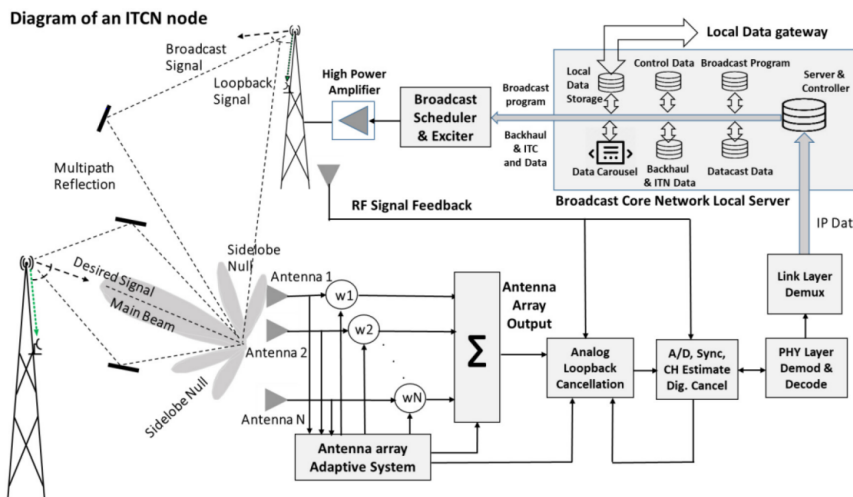 Diagram of an ITCN node
Broadcast
Signal
Loopback
Signal
High Power
Amplifier
Broadcast
Scheduler
& Exciter
Broadcast
program
Backhaul
& ITC
and Data
Local Data gateway
Local
Data
Storage
Control Data
Broadcast Program
Server &
Controller
Data Carousel
Backhaul
& ITN Data
Datacast Data
Broadcast Core Network Local Server
Multipath
Reflection
RF Signal Feedback
IP Dat
Sidelobe
Null
Desired Signal
Main Beam
Sidelobe Null
Antenna 1
Antenna 2
Antenna N
w1
w2
wN
Σ
Antenna
Array
Output
Analog
Loopback
Cancellation
A/D, Sync,
CH Estimate
Dig. Cancel
Link Layer
Demux
PHY Layer
Demod &
Decode
Antenna array
Adaptive System